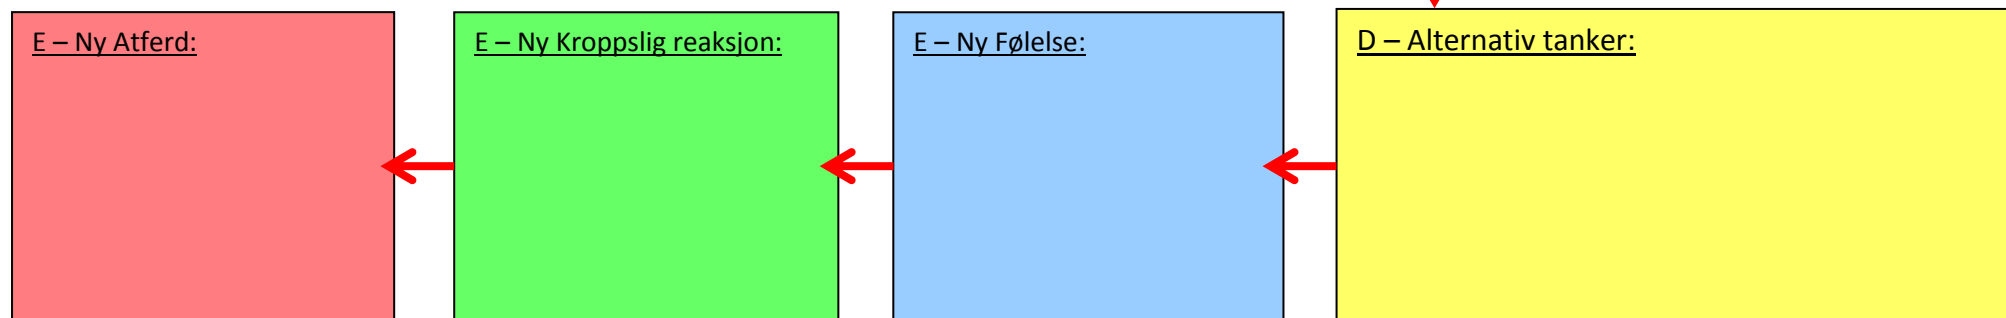 E – Ny Atferd:
E – Ny Kroppslig reaksjon:
E – Ny Følelse:
D – Alternativ tanker: